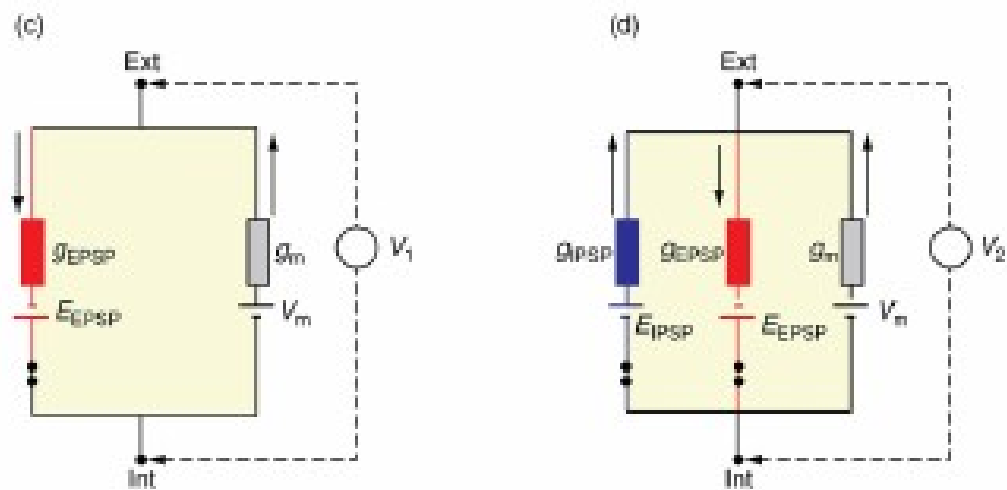 (c)
Ext
gEPSP
gm
V1
EEPSP
Vm
Int
(d)
Ext
gIPSP
gEPSP
gm
V2
EIPSP
EEPSP
Vm
Int